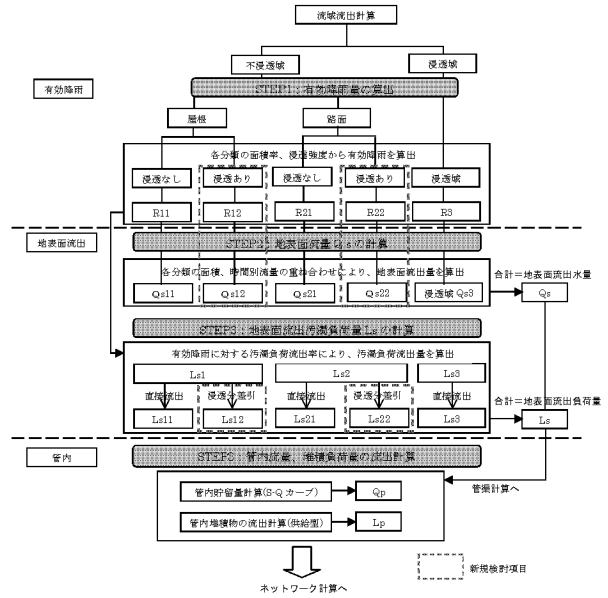 流域流出計算
不浸透域
浸透域
有効降雨
STEP1：有効降雨量の算出
屋根
路面
各分類の面積率、浸透強度から有効降雨を算出
浸透なし
浸透あり
浸透なし
浸透あり
浸透域
R11
R12
R21
R22
R3
地表面流出
STEP2：地表面荷量Qsの計算
各分類の面積、時間別流量の重ね合わせにより、地表面流出量を算出
合計＝地表面流出水量
Qs11
Qs12
Qs21
Qs22
浸透域 Qs3
Qs
STEP3：地表面流出汚濁負荷量Lsの計算
有効降雨に対する汚濁負荷流出率により、汚濁負荷流出量を算出
Ls1
Ls2
Ls3
直接流出
浸透分差引
直接流出
浸透分差引
直接流出
合計＝地表面流出負荷量
Ls11
Ls12
Ls21
Ls22
Ls3
Ls
管内
STEP3：管内流量、堆積負荷量の流出計算
管渠計算へ
管内貯留量計算(S-Qカーブ)
Qp
管内堆積物の流出計算(供給型)
Lp
新規検討項目
ネットワーク計算へ